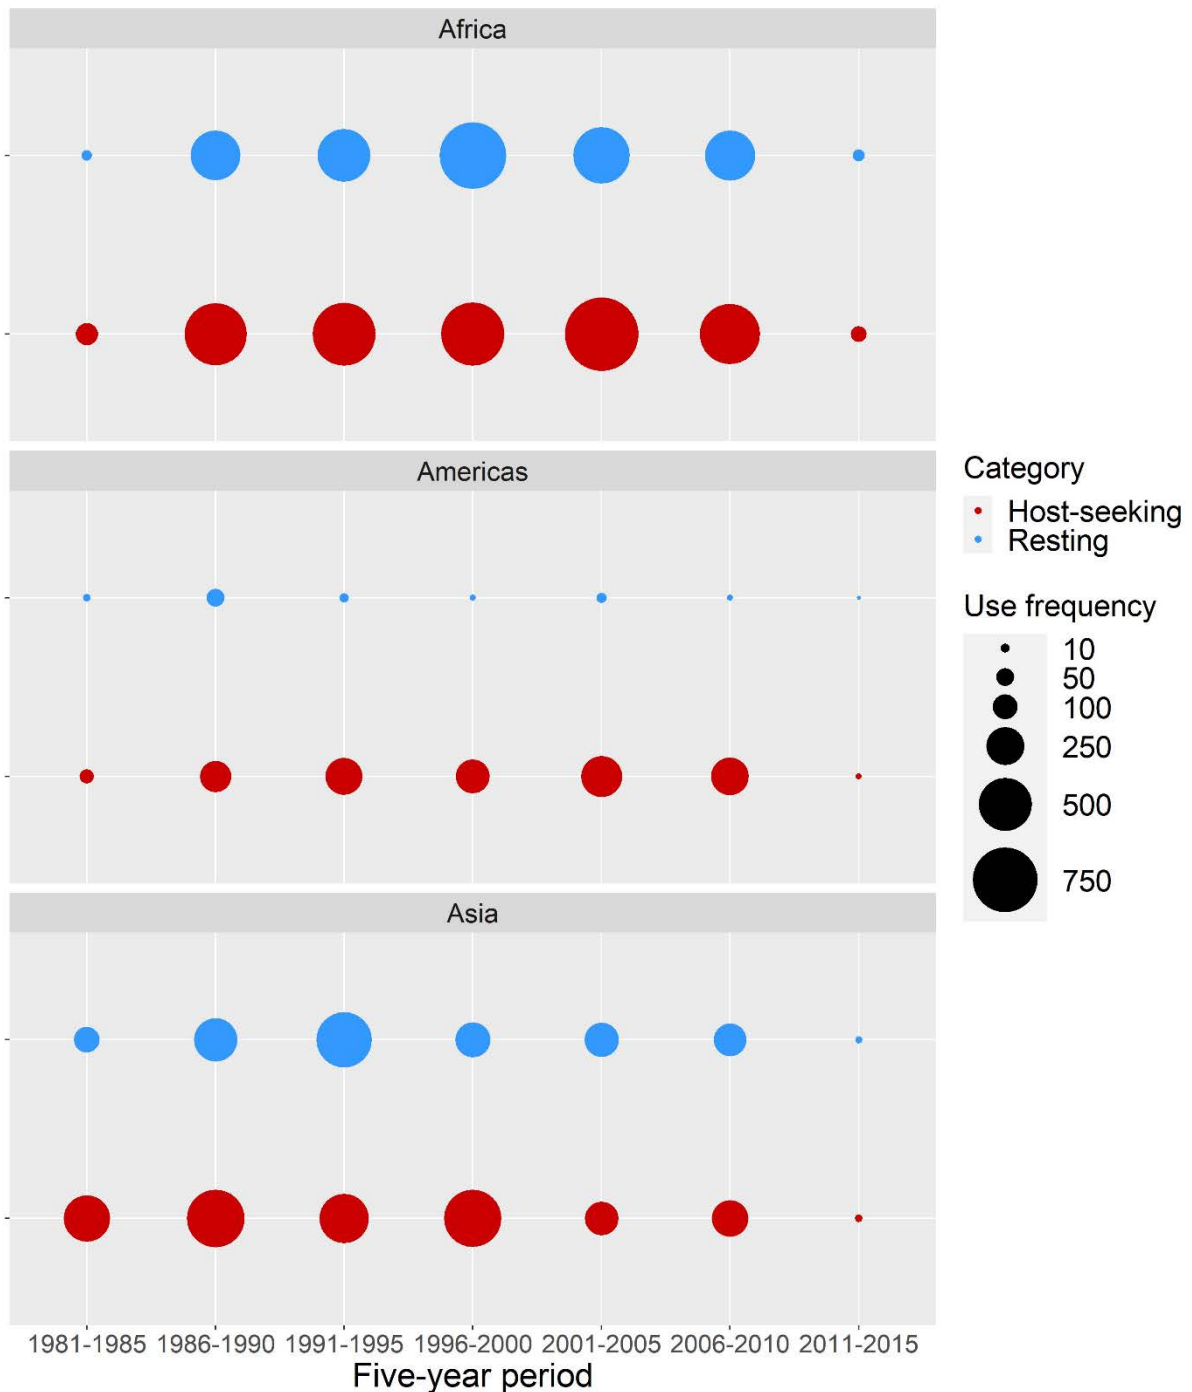 Africa
Americas
Asia
1981-1985 1986-1990 1991-1995 1996-2000 2001-2005 2006-2010 2011-2015
Five-year period
Category
Host-seeking
Resting
Use frequency
10
50
100
250
500
750